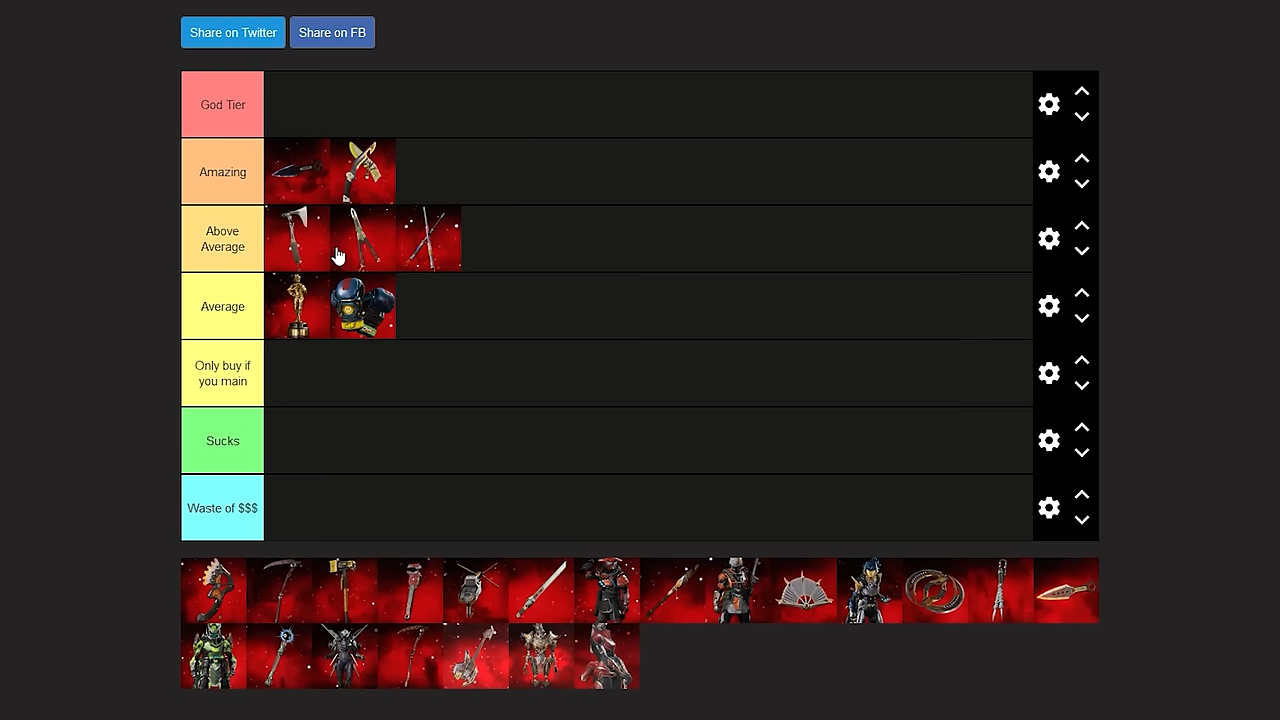 Share on Twitter
Share on FB
God Tier
Amazing
Above
Average
Average
Only buy if
you main
Sucks
Waste of $$$